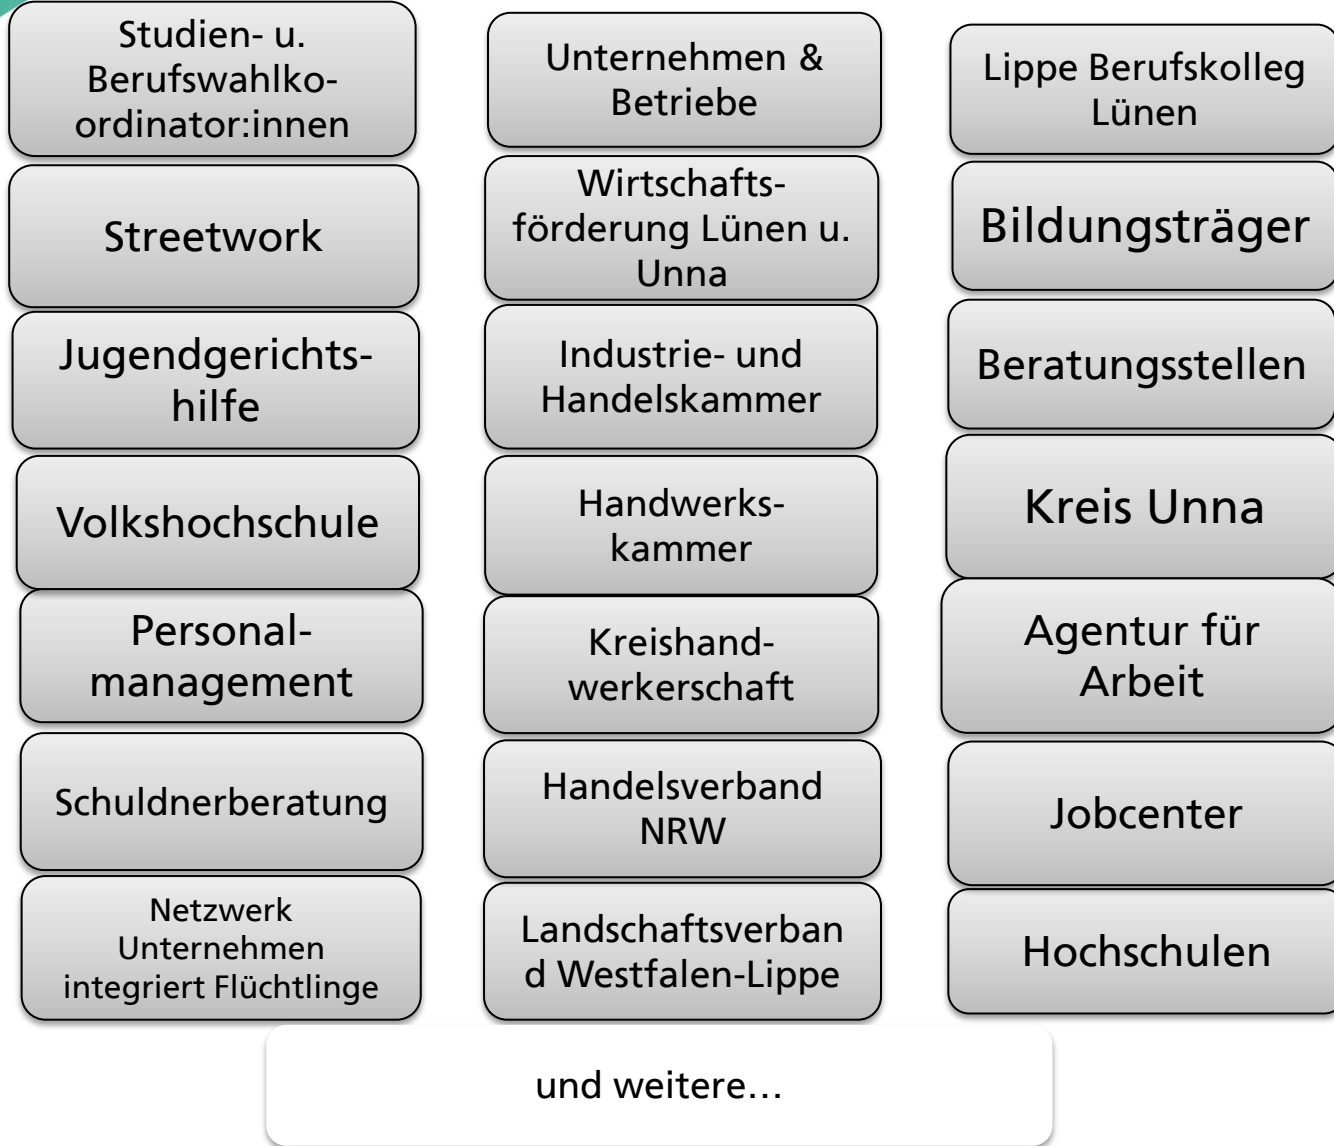 Studien- u.
Berufswahlko-
ordinator:innen
Streetwork
Jugendgerichts-
hilfe
Volkshochschule
Personal-
management
Schuldnerberatung
Netzwerk
Unternehmen
integriert Flüchtlinge
Unternehmen &
Betriebe
Wirtschafts-
förderung Lünen u.
Unna
Industrie- und
Handelskammer
Handwerks-
kammer
Kreishand-
werkerschaft
Handelsverband
NRW
Landschaftsverban
d Westfalen-Lippe
Lippe Berufskolleg
Lünen
Bildungsträger
Beratungsstellen
Kreis Unna
Agentur für
Arbeit
Jobcenter
Hochschulen
und weitere...